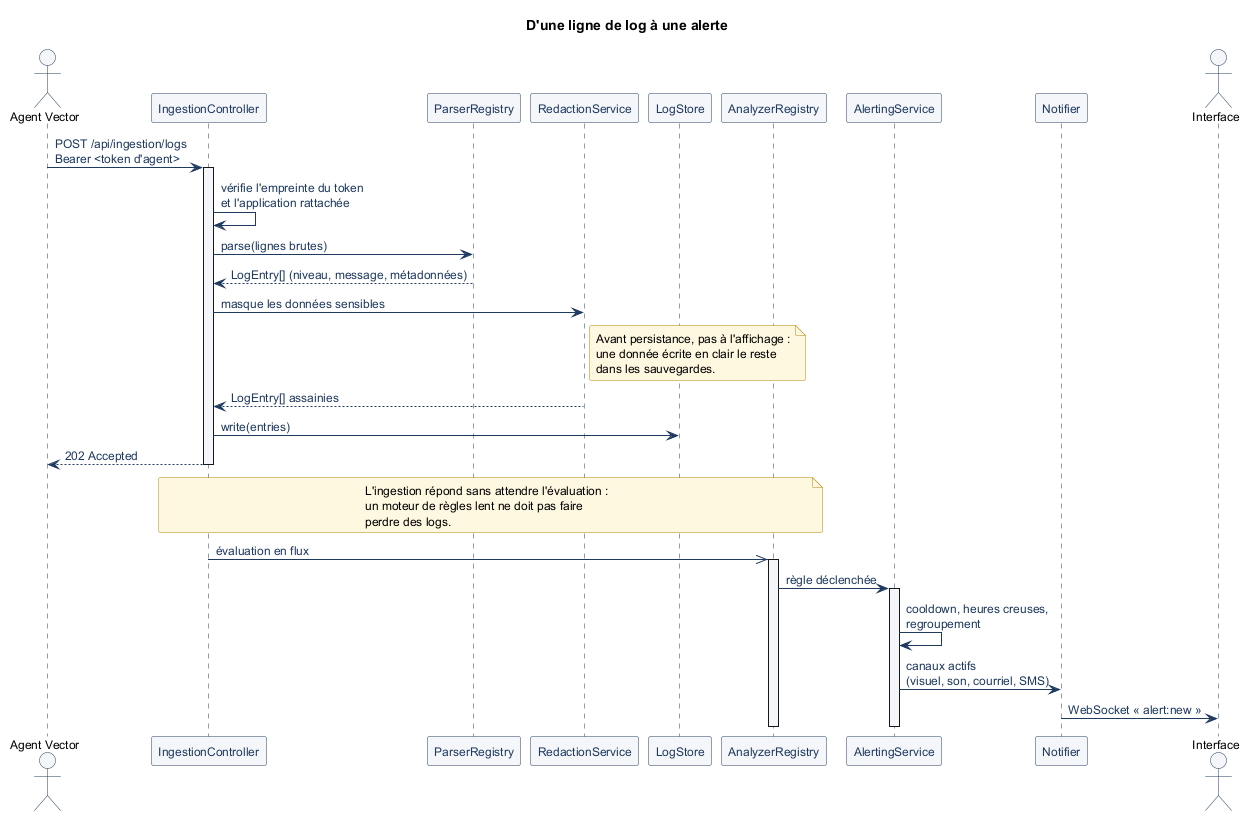 D'une ligne de log à une alerte
Agent Vector
IngestionController
ParserRegistry
RedactionService
LogStore
AnalyzerRegistry
AlertingService
Notifier
Interface
POST /api/ingestion/logs
Bearer <token d'agent>
vérifie l'empreinte du token
et l'application rattachée
parse(lignes brutes)
LogEntry[] (niveau, message, métadonnées)
masque les données sensibles
Avant persistance, pas à l'affichage :
une donnée écrite en clair le reste
dans les sauvegardes.
LogEntry[] assainies
write(entries)
202 Accepted
L'ingestion répond sans attendre l'évaluation :
un moteur de règles lent ne doit pas faire
perdre des logs.
évaluation en flux
règle déclenchée
cooldown, heures creuses,
regroupement
canaux actifs
(visuel, son, courriel, SMS)
WebSocket « alert:new »
Agent Vector
IngestionController
ParserRegistry
RedactionService
LogStore
AnalyzerRegistry
AlertingService
Notifier
Interface